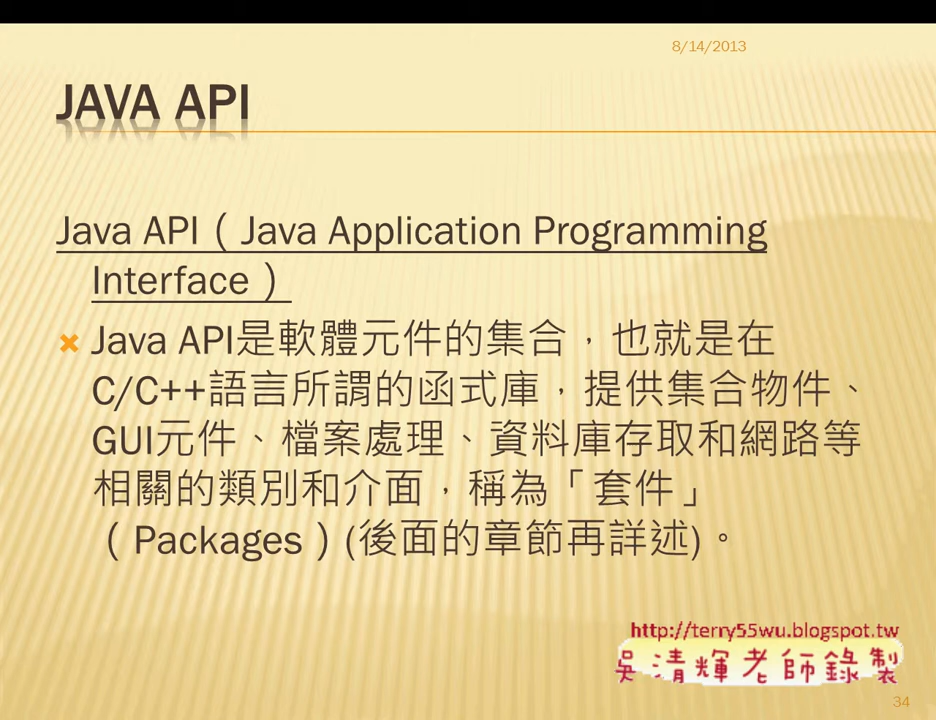 8/14/2013
JAVA API
Java API（Java Application Programming
Interface）
Java API是軟體元件的集合，也就是在
C/C++語言所謂的函式庫，提供集合物件、
GUI元件、檔案處理、資料庫存取和網路等
相關的類別和介面，稱為「套件」
（Packages）(後面的章節再詳述)。
http://terry55wu.blogspot.tw
吳清輝老師錄製
34